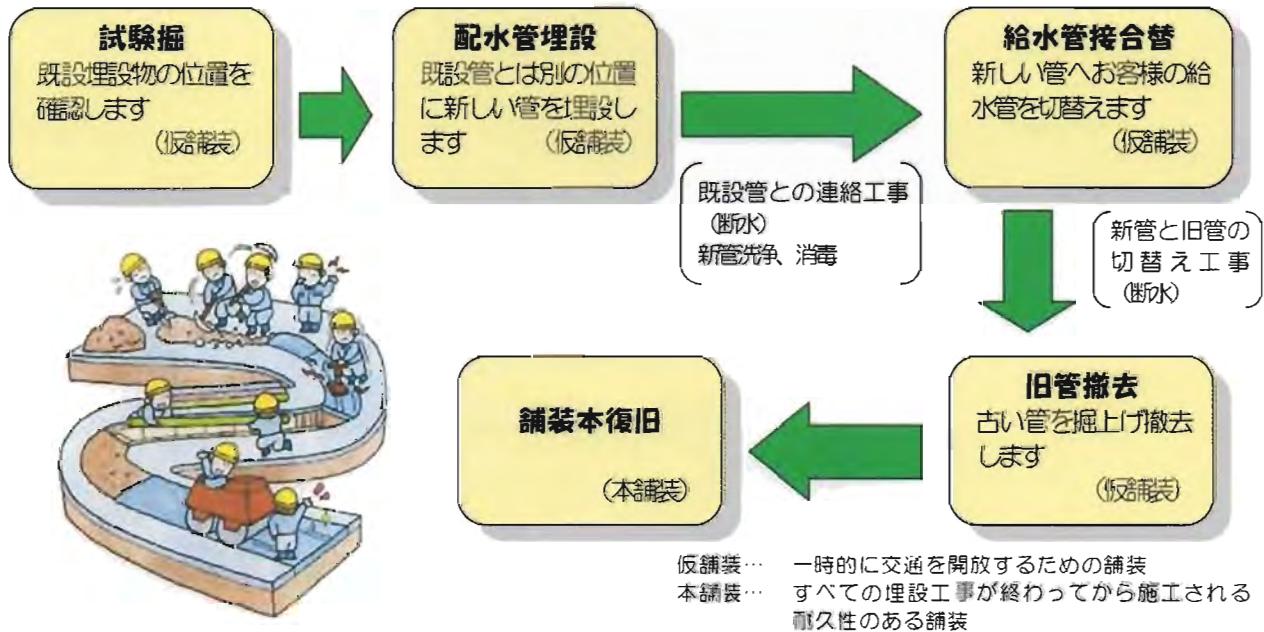 試験掘
既設埋設物の位置を
確認します
(仮舗装)
配水管埋設
既設管とは別の位置
に新しい管を埋設し
ます (仮舗装)
給水管接合替
新しい管へお客様の給
水管を切替えます
(仮舗装)
既設管との連絡工事
(断水)
新管洗浄、消毒
新管と旧管の
切替え工事
(断水)
旧管撤去
古い管を掘上げ撤去
します
(仮舗装)
舗装本復旧
(本舗装)
仮舗装… 一時的に交通を開放するための舗装
本舗装… すべての埋設工事が終わってから施工される
耐久性のある舗装